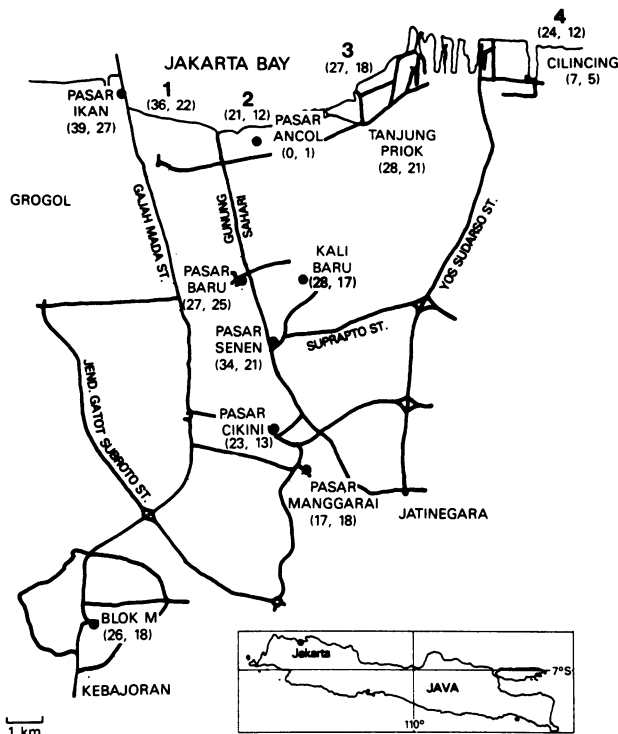 4
(24, 12)
CILINCING
(7, 5)
3
(27, 18)
JAKARTA BAY
1
(36, 22)
2
(21, 12)
PASAR
IKAN
(39, 27)
PASAR
ANCOL
(0, 1)
TANJUNG
PRIOK
(28, 21)
GROGOL
GAJAH MADA ST.
GUNUNG
SAHARI
YOS SUDARSO ST.
KALI
BARU
(28, 17)
PASAR
BARU
(27, 25)
PASAR
SENEN
(34, 21)
SUPRAPTO ST.
JEND. GATOT SUBROTO ST.
PASAR
CIKINI
(23, 13)
PASAR
MANGGARAI
(17, 18)
JATINEGARA
BLOK M
(26, 18)
KEBAJORAN
Jakarta
7°S
JAVA
110°
1 km